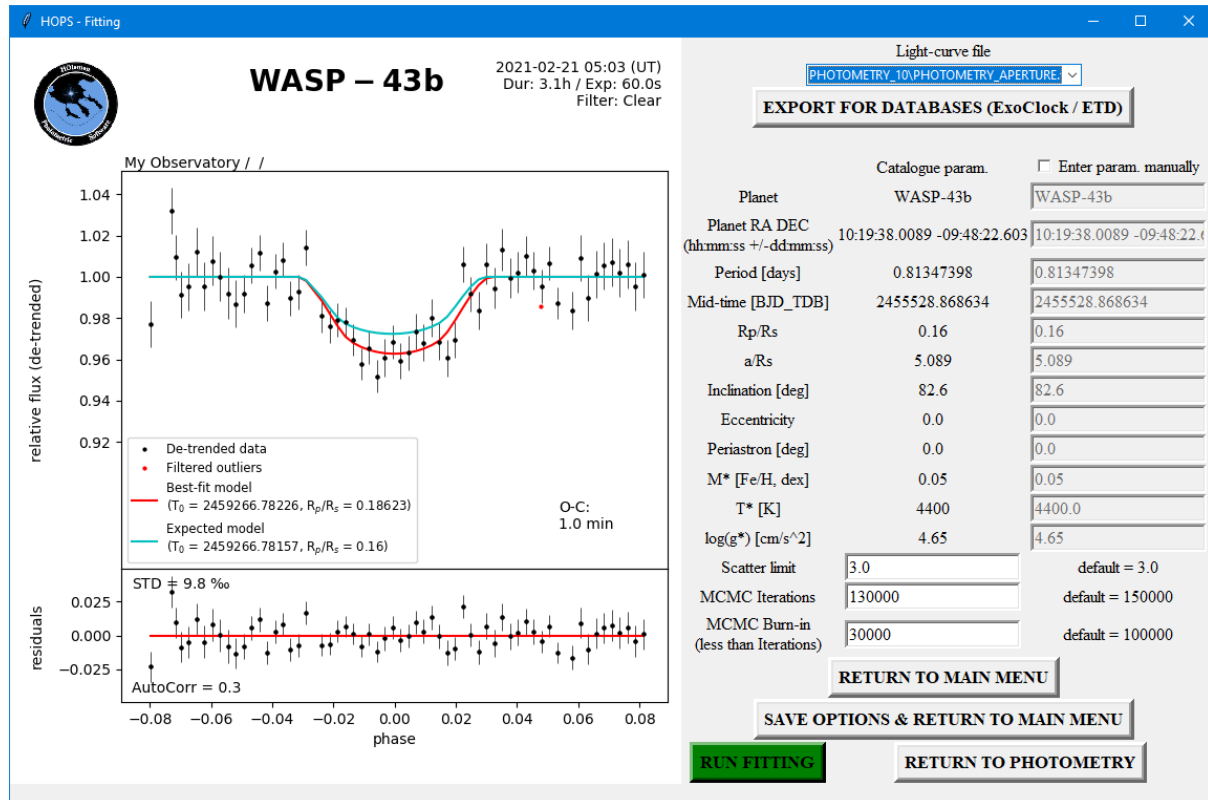 HOPS - Fitting
HOloмon
Photometric Software
WASP – 43b
2021-02-21 05:03 (UT)
Dur: 3.1h / Exp: 60.0s
Filter: Clear
My Observatory / /
relative flux (de-trended)
1.04
1.02
1.00
0.98
0.96
0.94
0.92
De-trended data
Filtered outliers
Best-fit model
(T₀ = 2459266.78226, Rₚ/Rₛ = 0.18623)
Expected model
(T₀ = 2459266.78157, Rₚ/Rₛ = 0.16)
O-C:
1.0 min
STD = 9.8 ‰
residuals
0.025
0.000
−0.025
AutoCorr = 0.3
−0.08 −0.06 −0.04 −0.02 0.00 0.02 0.04 0.06 0.08
phase
Light-curve file
PHOTOMETRY_10\PHOTOMETRY_APERTURE.
EXPORT FOR DATABASES (ExoClock / ETD)
Catalogue param. Enter param. manually
Planet WASP-43b WASP-43b
Planet RA DEC
(hh:mm:ss +/-dd:mm:ss) 10:19:38.0089 -09:48:22.603 10:19:38.0089 -09:48:22.6
Period [days] 0.81347398 0.81347398
Mid-time [BJD_TDB] 2455528.868634 2455528.868634
Rp/Rs 0.16 0.16
a/Rs 5.089 5.089
Inclination [deg] 82.6 82.6
Eccentricity 0.0 0.0
Periastron [deg] 0.0 0.0
M* [Fe/H, dex] 0.05 0.05
T* [K] 4400 4400.0
log(g*) [cm/s^2] 4.65 4.65
Scatter limit 3.0 default = 3.0
MCMC Iterations 130000 default = 150000
MCMC Burn-in
(less than Iterations) 30000 default = 100000
RETURN TO MAIN MENU
SAVE OPTIONS & RETURN TO MAIN MENU
RUN FITTING RETURN TO PHOTOMETRY